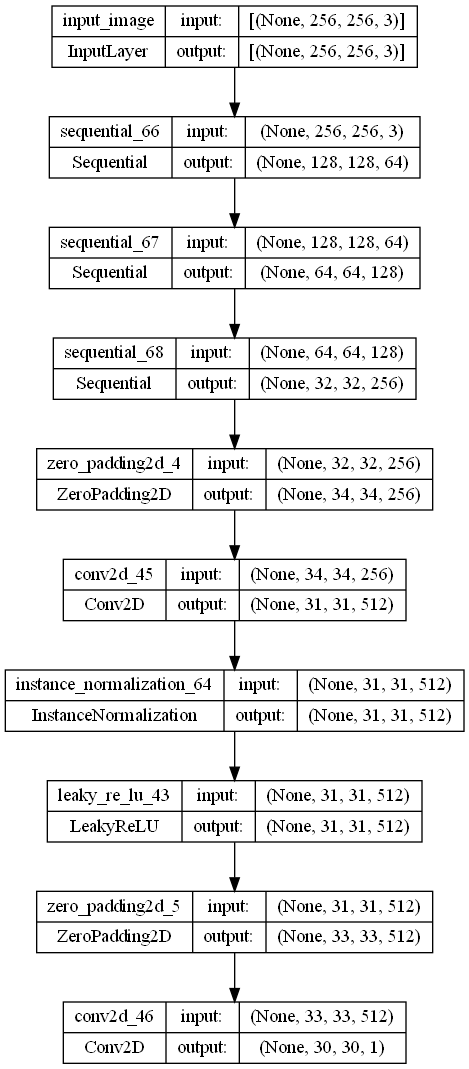 input_image input: [(None, 256, 256, 3)]
InputLayer output: [(None, 256, 256, 3)]
sequential_66 input: (None, 256, 256, 3)
Sequential output: (None, 128, 128, 64)
sequential_67 input: (None, 128, 128, 64)
Sequential output: (None, 64, 64, 128)
sequential_68 input: (None, 64, 64, 128)
Sequential output: (None, 32, 32, 256)
zero_padding2d_4 input: (None, 32, 32, 256)
ZeroPadding2D output: (None, 34, 34, 256)
conv2d_45 input: (None, 34, 34, 256)
Conv2D output: (None, 31, 31, 512)
instance_normalization_64 input: (None, 31, 31, 512)
InstanceNormalization output: (None, 31, 31, 512)
leaky_re_lu_43 input: (None, 31, 31, 512)
LeakyReLU output: (None, 31, 31, 512)
zero_padding2d_5 input: (None, 31, 31, 512)
ZeroPadding2D output: (None, 33, 33, 512)
conv2d_46 input: (None, 33, 33, 512)
Conv2D output: (None, 30, 30, 1)